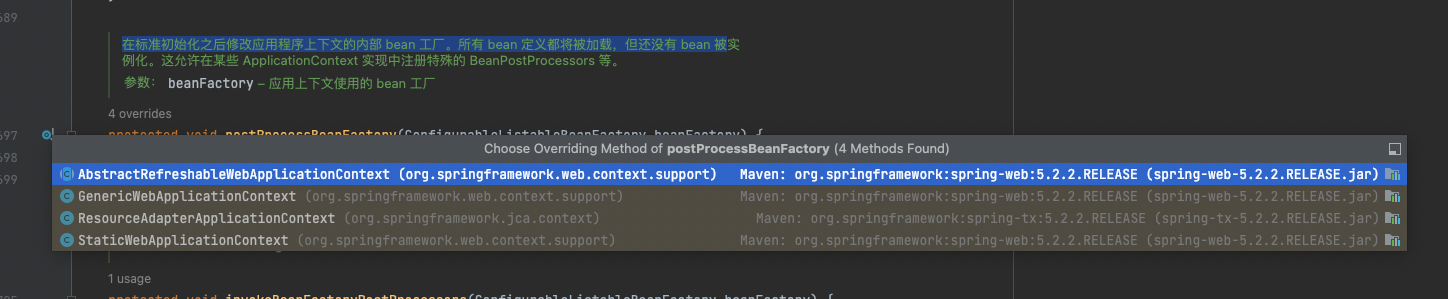 689
在标准初始化之后修改应用程序上下文的内部 bean 工厂。所有 bean 定义都将被加载，但还没有 bean 被实
例化。这允许在某些 ApplicationContext 实现中注册特殊的 BeanPostProcessors 等。
参数： beanFactory – 应用上下文使用的 bean 工厂
4 overrides
697 protected void postProcessBeanFactory(ConfigurableListableBeanFactory beanFactory) {
Choose Overriding Method of postProcessBeanFactory (4 Methods Found)
698
AbstractRefreshableWebApplicationContext (org.springframework.web.context.support) Maven: org.springframework:spring-web:5.2.2.RELEASE (spring-web-5.2.2.RELEASE.jar)
699
GenericWebApplicationContext (org.springframework.web.context.support) Maven: org.springframework:spring-web:5.2.2.RELEASE (spring-web-5.2.2.RELEASE.jar)
ResourceAdapterApplicationContext (org.springframework.jca.context) Maven: org.springframework:spring-tx:5.2.2.RELEASE (spring-tx-5.2.2.RELEASE.jar)
StaticWebApplicationContext (org.springframework.web.context.support) Maven: org.springframework:spring-web:5.2.2.RELEASE (spring-web-5.2.2.RELEASE.jar)
1 usage
protected void invokeBeanFactoryPostProcessors(ConfigurableListableBeanFactory beanFactory) {